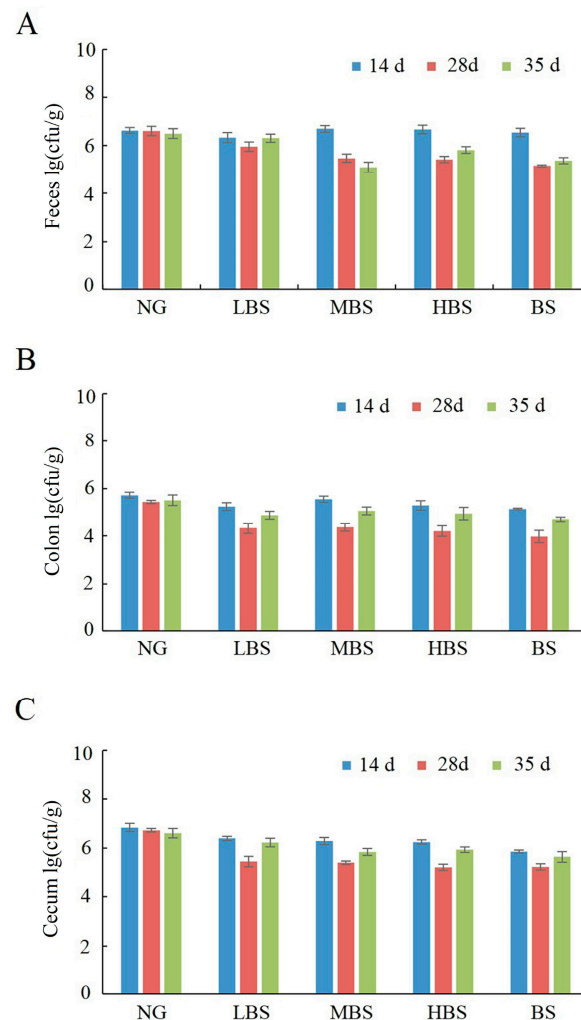 A
10
14 d 28d 35 d
8
6
4
2
0
Feces lg(cfu/g)
NG LBS MBS HBS BS
B
10
14 d 28d 35 d
8
6
4
2
0
Colon lg(cfu/g)
NG LBS MBS HBS BS
C
10
14 d 28d 35 d
8
6
4
2
0
Cecum lg(cfu/g)
NG LBS MBS HBS BS